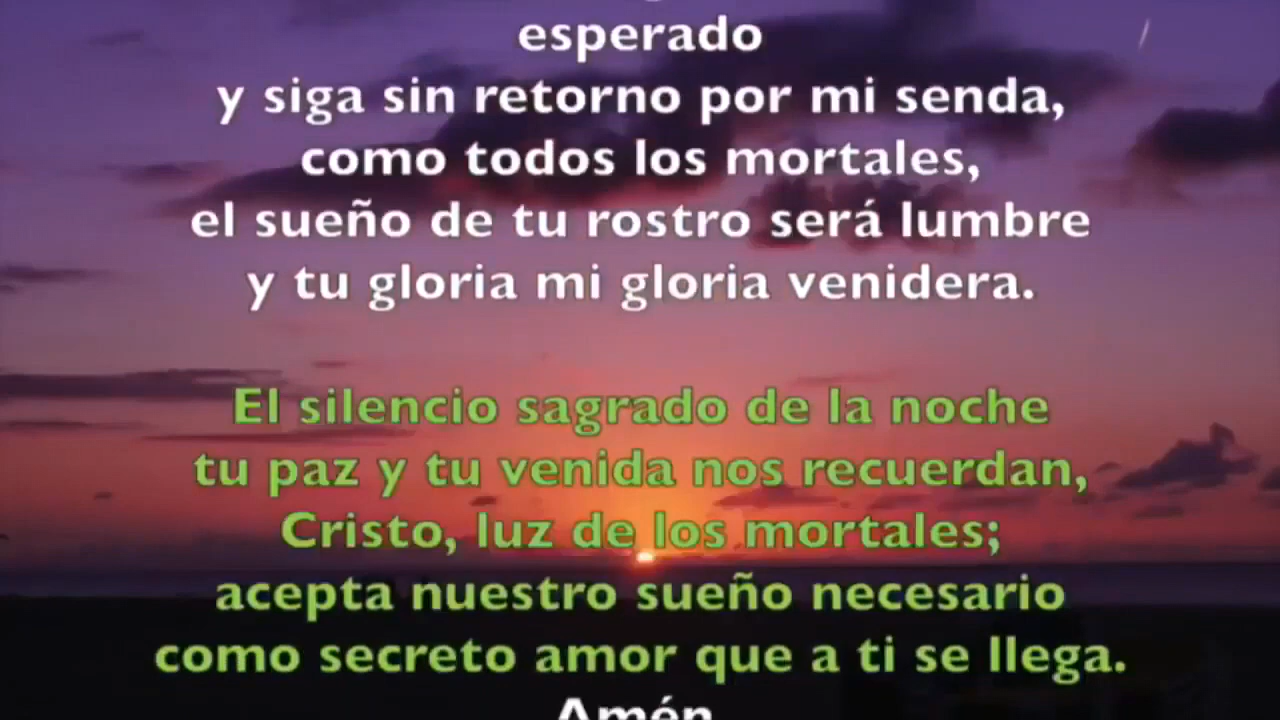 esperado
y siga sin retorno por mi senda,
como todos los mortales,
el sueño de tu rostro será lumbre
y tu gloria mi gloria venidera.
El silencio sagrado de la noche
tu paz y tu venida nos recuerdan,
Cristo, luz de los mortales;
acepta nuestro sueño necesario
como secreto amor que a ti se llega.
Amén